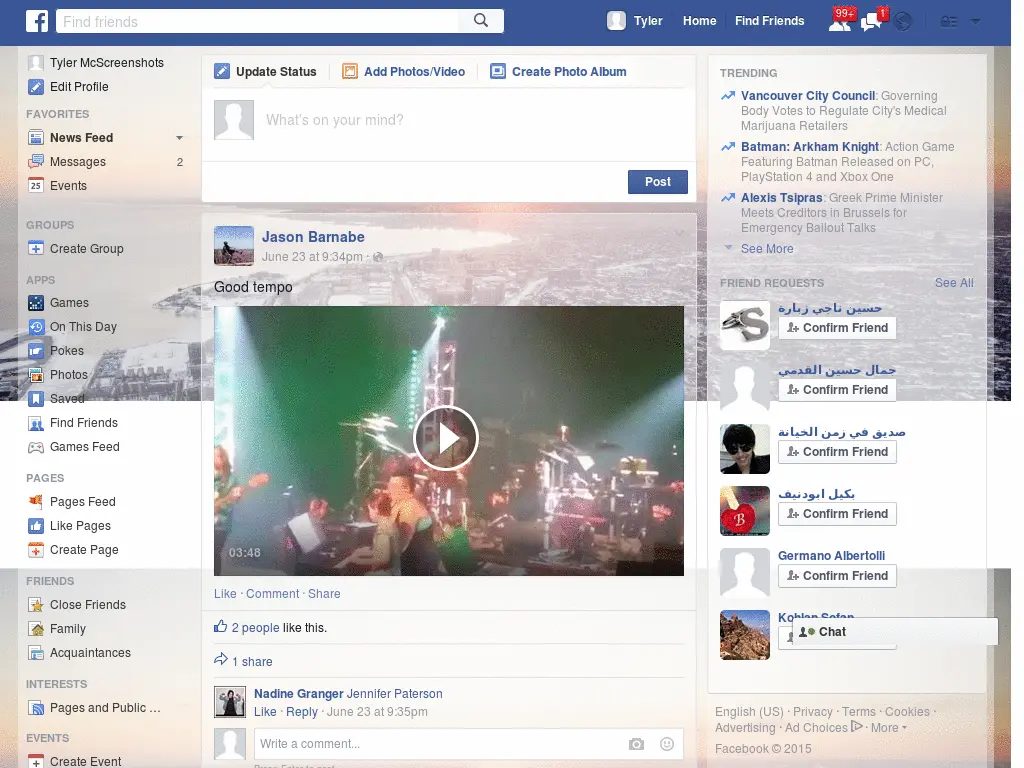 Find friends
Tyler
Home
Find Friends
99+
1
Tyler McScreenshots
Edit Profile
FAVORITES
News Feed
Messages
2
25
Events
GROUPS
Create Group
APPS
Games
On This Day
Pokes
Photos
Saved
Find Friends
Games Feed
PAGES
Pages Feed
Like Pages
Create Page
FRIENDS
Close Friends
Family
Acquaintances
INTERESTS
Pages and Public ...
EVENTS
Create Event
Update Status
Add Photos/Video
Create Photo Album
What's on your mind?
Post
Jason Barnabe
June 23 at 9:34pm ·
Good tempo
03:48
Like · Comment · Share
2 people like this.
1 share
Nadine Granger Jennifer Paterson
Like · Reply · June 23 at 9:35pm
Write a comment...
TRENDING
Vancouver City Council: Governing
Body Votes to Regulate City's Medical
Marijuana Retailers
Batman: Arkham Knight: Action Game
Featuring Batman Released on PC,
PlayStation 4 and Xbox One
Alexis Tsipras: Greek Prime Minister
Meets Creditors in Brussels for
Emergency Bailout Talks
See More
FRIEND REQUESTS
See All
حسين ناجي زبارة
Confirm Friend
جمال حسين القدمي
Confirm Friend
صديق في زمن الخيانة
Confirm Friend
بكيل ابودنيف
Confirm Friend
B
Germano Albertolli
Confirm Friend
Chat
English (US) · Privacy · Terms · Cookies ·
Advertising · Ad Choices · More
Facebook © 2015